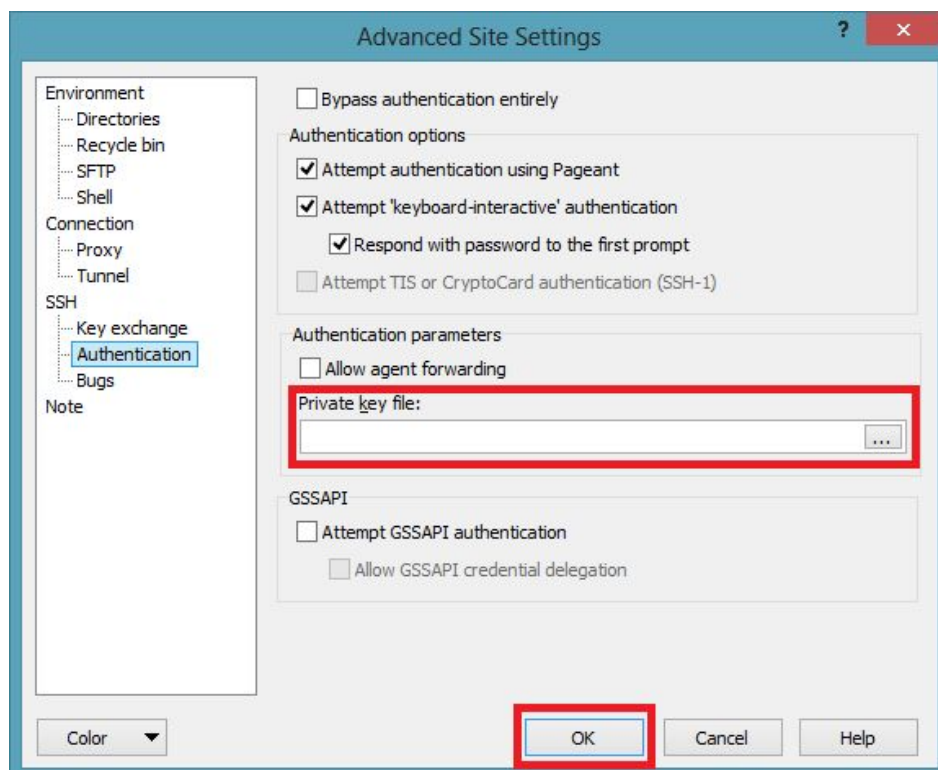 Advanced Site Settings
?
Environment
Directories
Recycle bin
SFTP
Shell
Connection
Proxy
Tunnel
SSH
Key exchange
Authentication
Bugs
Note
Bypass authentication entirely
Authentication options
Attempt authentication using Pageant
Attempt 'keyboard-interactive' authentication
Respond with password to the first prompt
Attempt TIS or CryptoCard authentication (SSH-1)
Authentication parameters
Allow agent forwarding
Private key file:
...
GSSAPI
Attempt GSSAPI authentication
Allow GSSAPI credential delegation
Color
OK
Cancel
Help